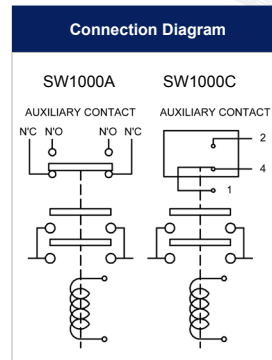 Connection Diagram
SW1000A SW1000C
AUXILIARY CONTACT AUXILIARY CONTACT
N'C N'O N'O N'C
2
4
1